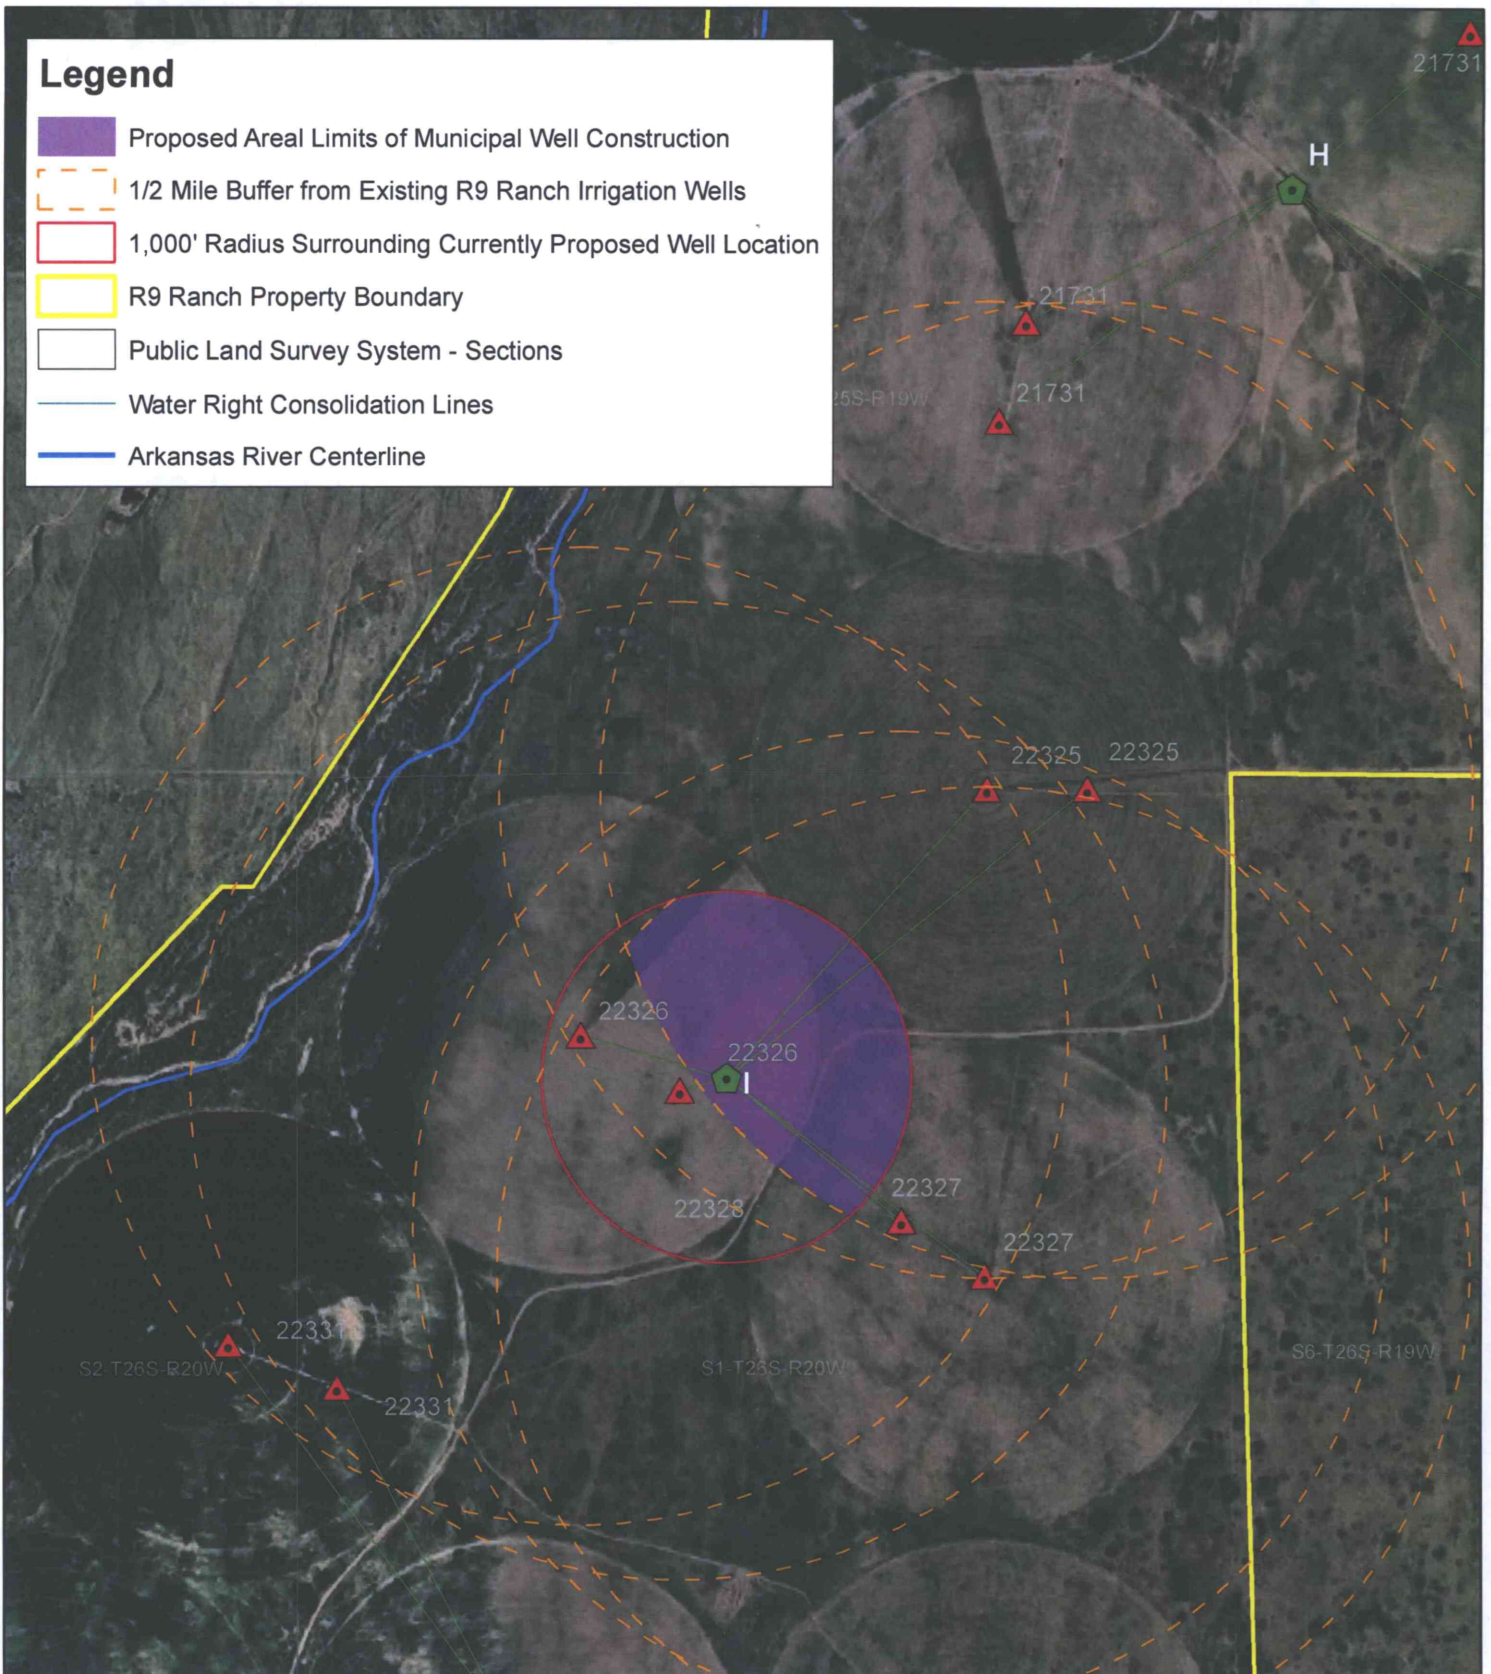 Legend
Proposed Areal Limits of Municipal Well Construction
1/2 Mile Buffer from Existing R9 Ranch Irrigation Wells
1,000' Radius Surrounding Currently Proposed Well Location
R9 Ranch Property Boundary
Public Land Survey System - Sections
Water Right Consolidation Lines
Arkansas River Centerline
21731
H
21731
21731
25S-R19W
22325
22325
22326
22326
I
22327
22328
22327
22331
S2-T26S-R20W
S1-T26S-R20W
S6-T26S-R19W
22331